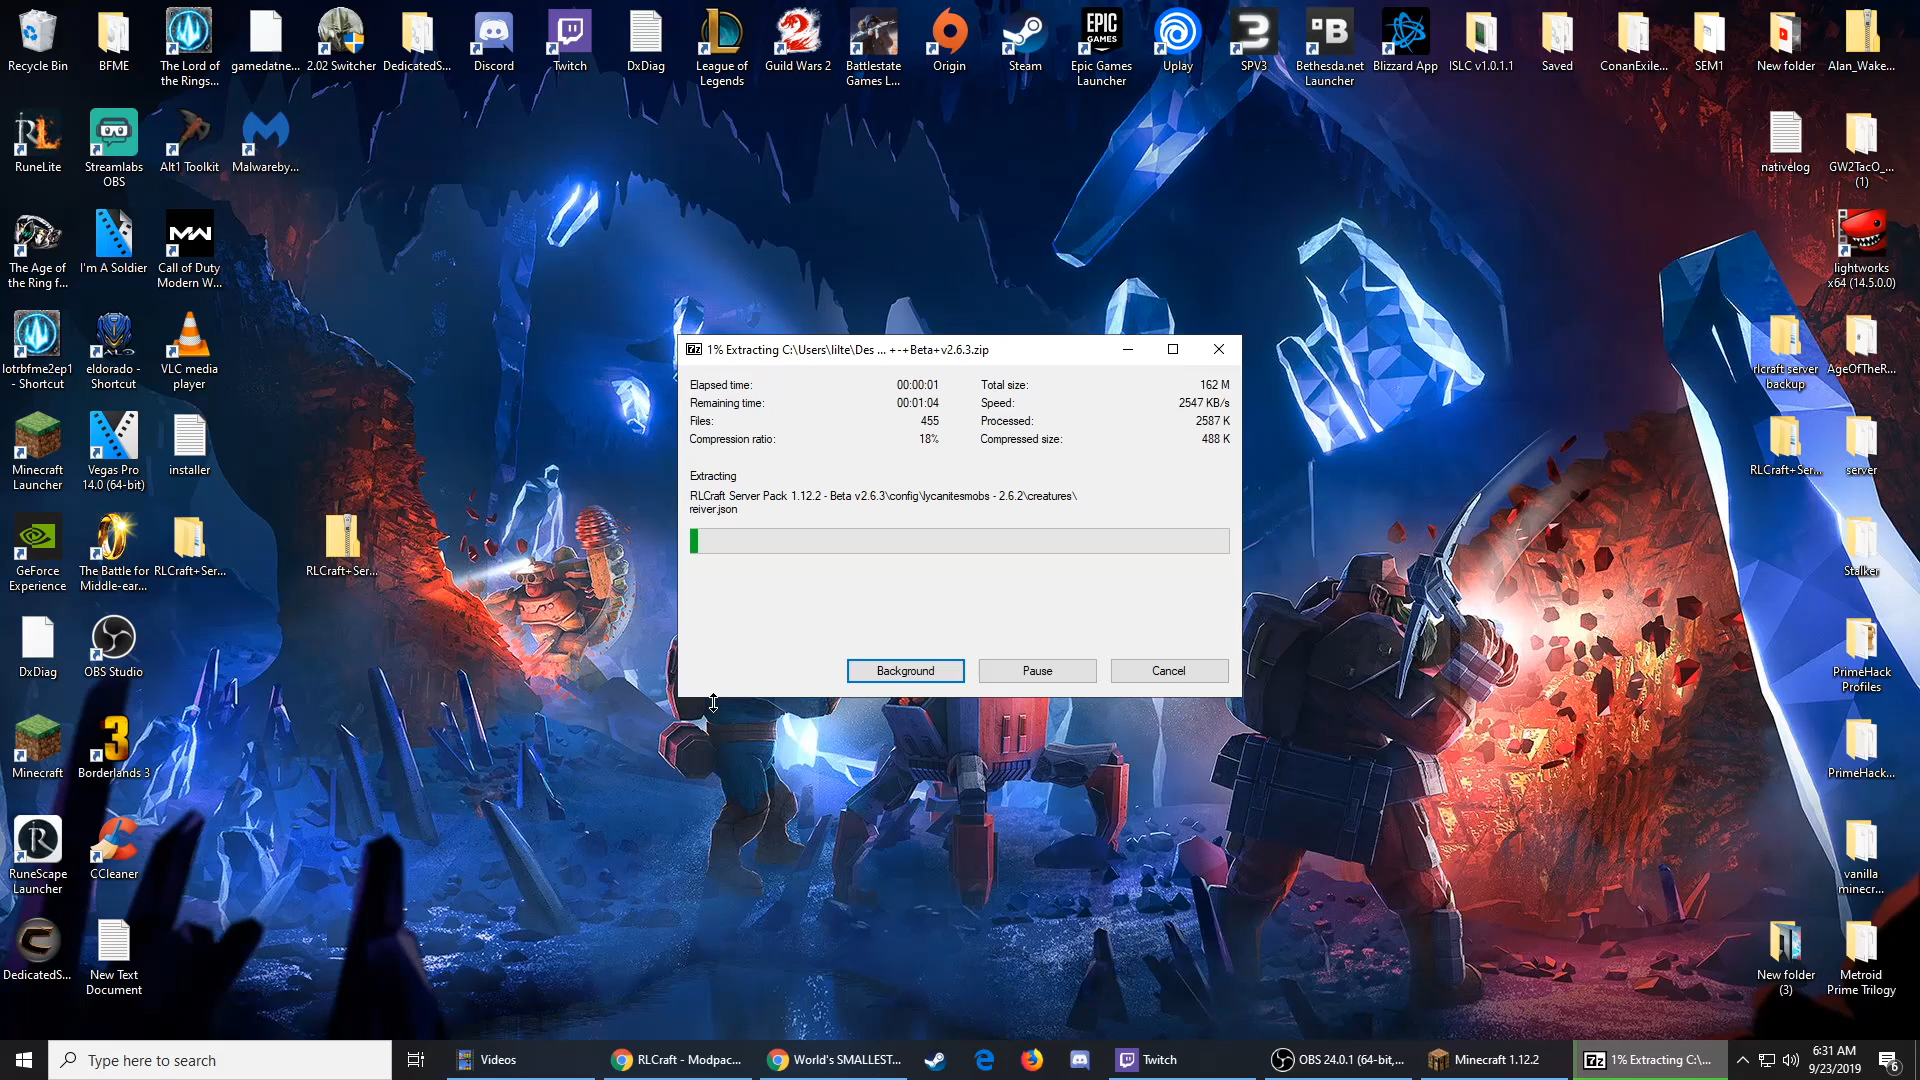 Recycle Bin
BFME
The Lord of
the Rings...
gamedatne...
2.02 Switcher
DedicatedS...
Discord
Twitch
DxDiag
League of
Legends
Guild Wars 2
Battlestate
Games L...
Origin
Steam
EPIC
GAMES
Epic Games
Launcher
Uplay
3
SPV3
B
Bethesda.net
Launcher
Blizzard App
ISLC v1.0.1.1
Saved
ConanExile...
SEM1
New folder
Alan_Wake...
RL
RuneLite
Streamlabs
OBS
Alt1 Toolkit
Malwareby...
nativelog
GW2TacO_...
(1)
The Age of
the Ring f...
I'm A Soldier
MW
Call of Duty
Modern W...
lightworks
x64 (14.5.0.0)
lotrbfme2ep1
- Shortcut
HALO
eldorado -
Shortcut
VLC media
player
rlcraft server
backup
AgeOfTheR...
Minecraft
Launcher
Vegas Pro
14.0 (64-bit)
installer
RLCraft+Ser...
server
GeForce
Experience
The Battle for
Middle-ear...
RLCraft+Ser...
RLCraft+Ser...
Stalker
DxDiag
OBS Studio
PrimeHack
Profiles
Minecraft
3
Borderlands 3
PrimeHack...
RuneScape
Launcher
CCleaner
vanilla
minecr...
DedicatedS...
New Text
Document
New folder
(3)
Metroid
Prime Trilogy
7z 1% Extracting C:\Users\lilte\Des ... +-+Beta+v2.6.3.zip
Elapsed time: 00:00:01 Total size: 162 M
Remaining time: 00:01:04 Speed: 2547 KB/s
Files: 455 Processed: 2587 K
Compression ratio: 18% Compressed size: 488 K
Extracting
RLCraft Server Pack 1.12.2 - Beta v2.6.3\config\lycanitesmobs - 2.6.2\creatures\
reiver.json
Background Pause Cancel
Type here to search
Videos
RLCraft - Modpac...
World's SMALLEST...
Twitch
OBS 24.0.1 (64-bit,...
Minecraft 1.12.2
7z 1% Extracting C:\...
6:31 AM
9/23/2019
6